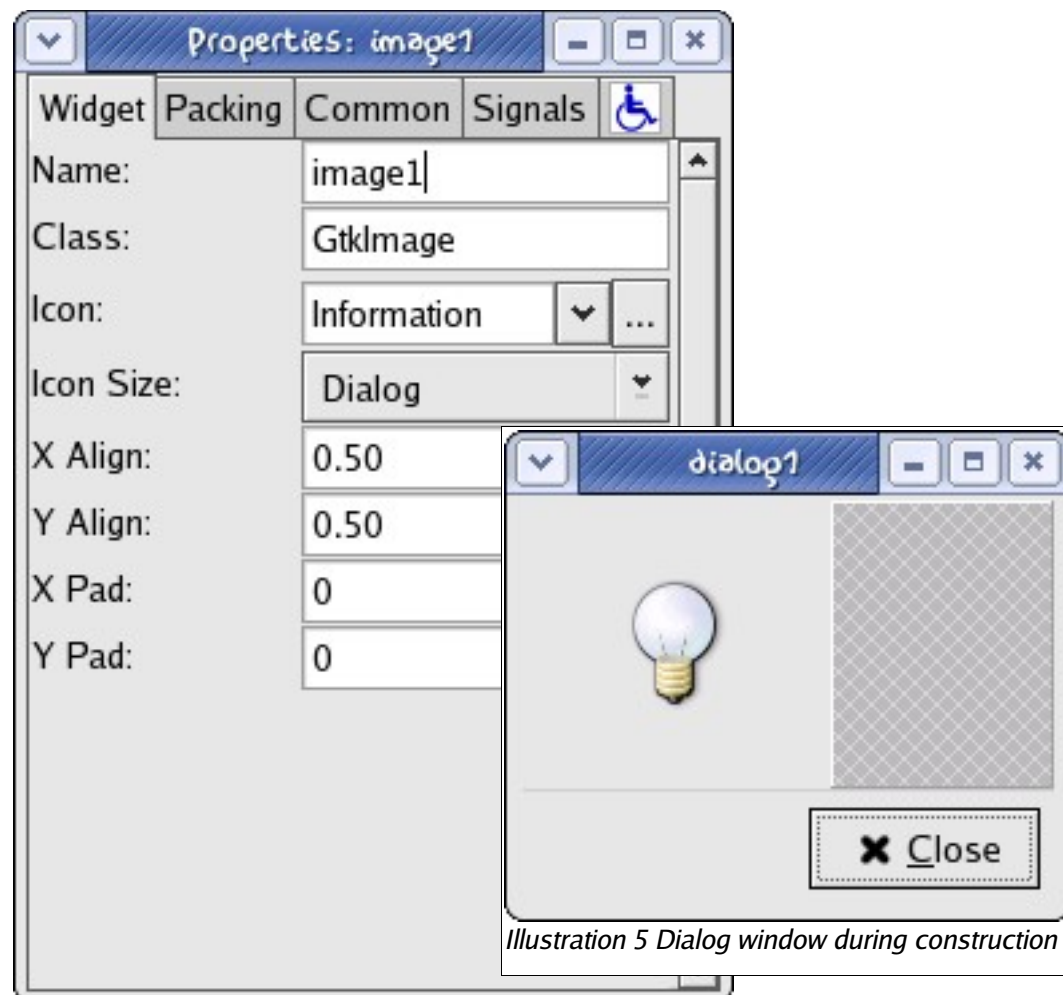 Properties: image1
Widget Packing Common Signals
Name: image1
Class: GtkImage
Icon: Information ...
Icon Size: Dialog
X Align: 0.50
Y Align: 0.50
X Pad: 0
Y Pad: 0
dialog1
Close
Illustration 5 Dialog window during construction